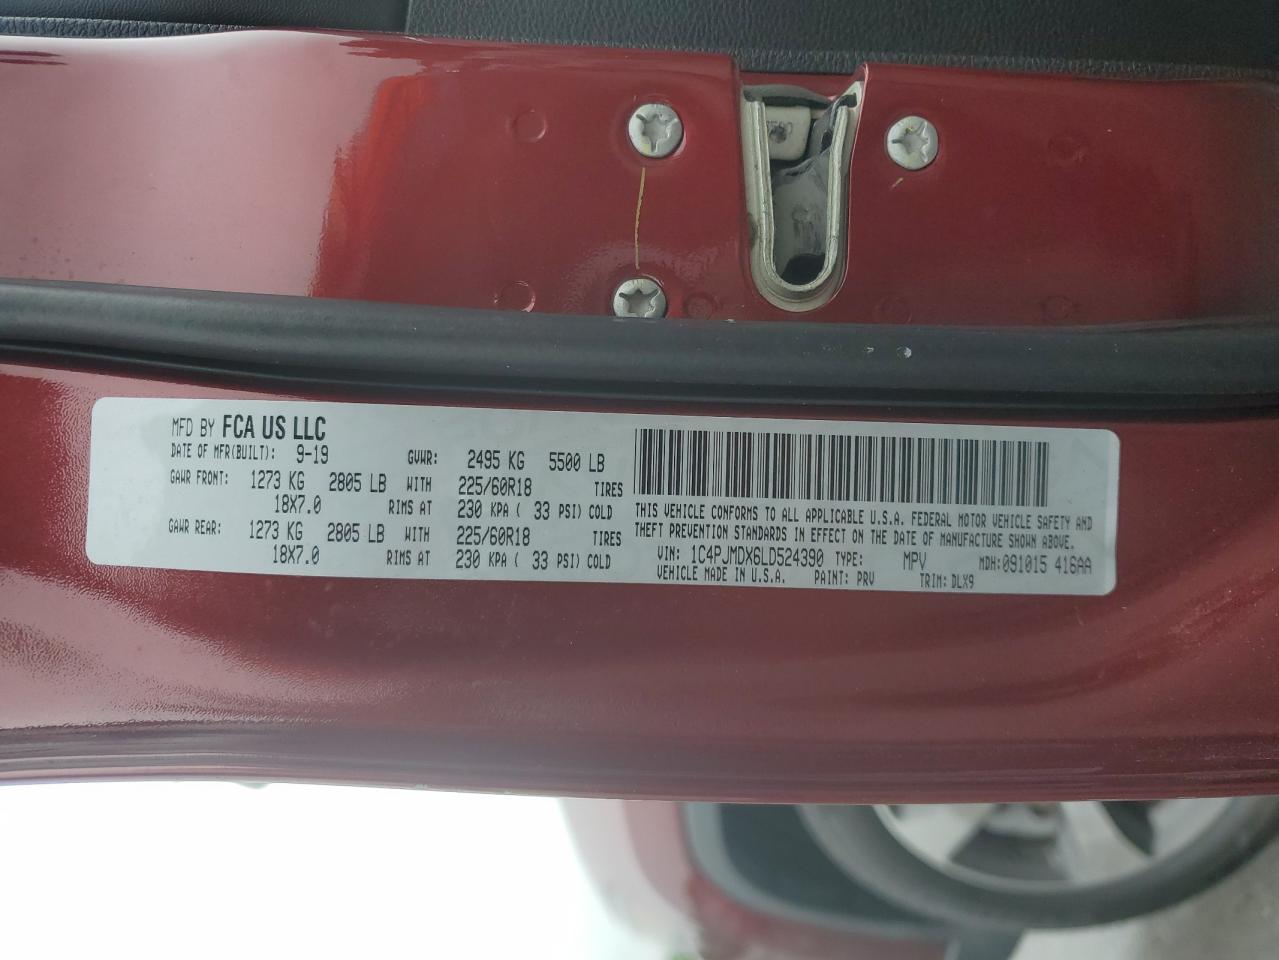 MFD BY FCA US LLC
DATE OF MFR(BUILT): 9-19 GVWR: 2495 KG 5500 LB
GAWR FRONT: 1273 KG 2805 LB WITH 225/60R18 TIRES
18X7.0 RIMS AT 230 KPA ( 33 PSI) COLD
GAWR REAR: 1273 KG 2805 LB WITH 225/60R18 TIRES
18X7.0 RIMS AT 230 KPA ( 33 PSI) COLD
THIS VEHICLE CONFORMS TO ALL APPLICABLE U.S.A. FEDERAL MOTOR VEHICLE SAFETY AND
THEFT PREVENTION STANDARDS IN EFFECT ON THE DATE OF MANUFACTURE SHOWN ABOVE.
VIN: 1C4PJMDX6LD524390 TYPE: MPV MDH:091015 416AA
VEHICLE MADE IN U.S.A. PAINT: PRV TRIM: DLX9